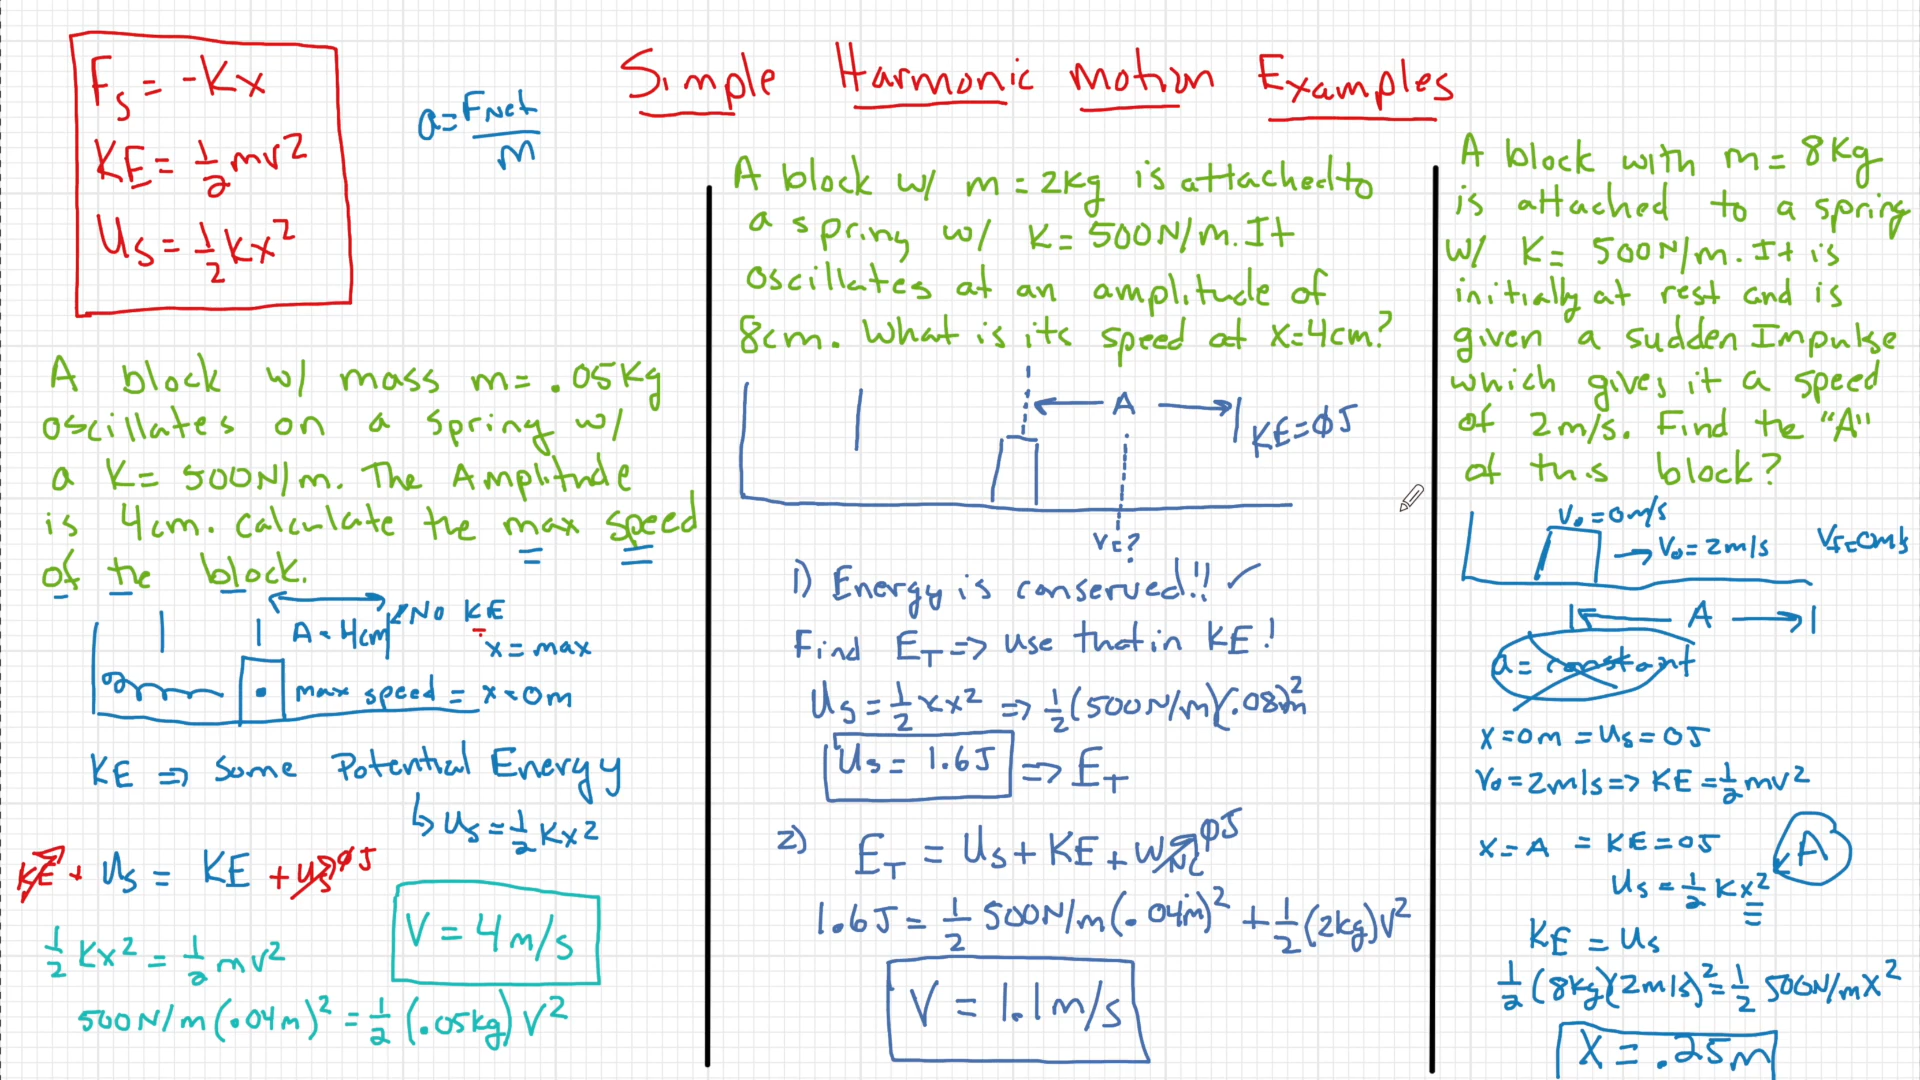 Simple Harmonic Motion Examples
Fs = -Kx
KE = 1/2 mv²
Us = 1/2 kx²
a = FNet/m
A block w/ mass m = .05Kg
oscillates on a spring w/
a K = 500N/m. The Amplitude
is 4cm. calculate the max speed
of the block.
A = 4cm
No KE
x = max
max speed = x = 0m
KE => Some Potential Energy
↳ Us = 1/2 Kx²
KE + Us = KE + Us ØJ
1/2 Kx² = 1/2 mv²
V = 4m/s
500N/m (.04m)² = 1/2 (.05kg) V²
A block w/ m = 2kg is attached to
a spring w/ K = 500N/m. It
oscillates at an amplitude of
8cm. What is its speed at x=4cm?
A
KE = ØJ
V = ?
1) Energy is conserved!! ✓
Find ET => use that in KE!
Us = 1/2 Kx² => 1/2 (500N/m)(.08m)²
Us = 1.6J => ET
2) ET = Us + KE + WNC ØJ
1.6J = 1/2 500N/m (.04m)² + 1/2 (2kg)V²
V = 1.1m/s
A block with m = 8Kg
is attached to a spring
w/ K = 500N/m. It is
initially at rest and is
given a sudden Impulse
which gives it a speed
of 2m/s. Find the "A"
of this block?
V₀ = 0m/s
→ V₀ = 2m/s
Vf = 0m/s
A
a = constant
x = 0m = Us = 0J
V₀ = 2m/s => KE = 1/2 mv²
x = A = KE = 0J
A
Us = 1/2 Kx²
KE = Us
1/2 (8kg)(2m/s)² = 1/2 500N/m x²
X = .25m